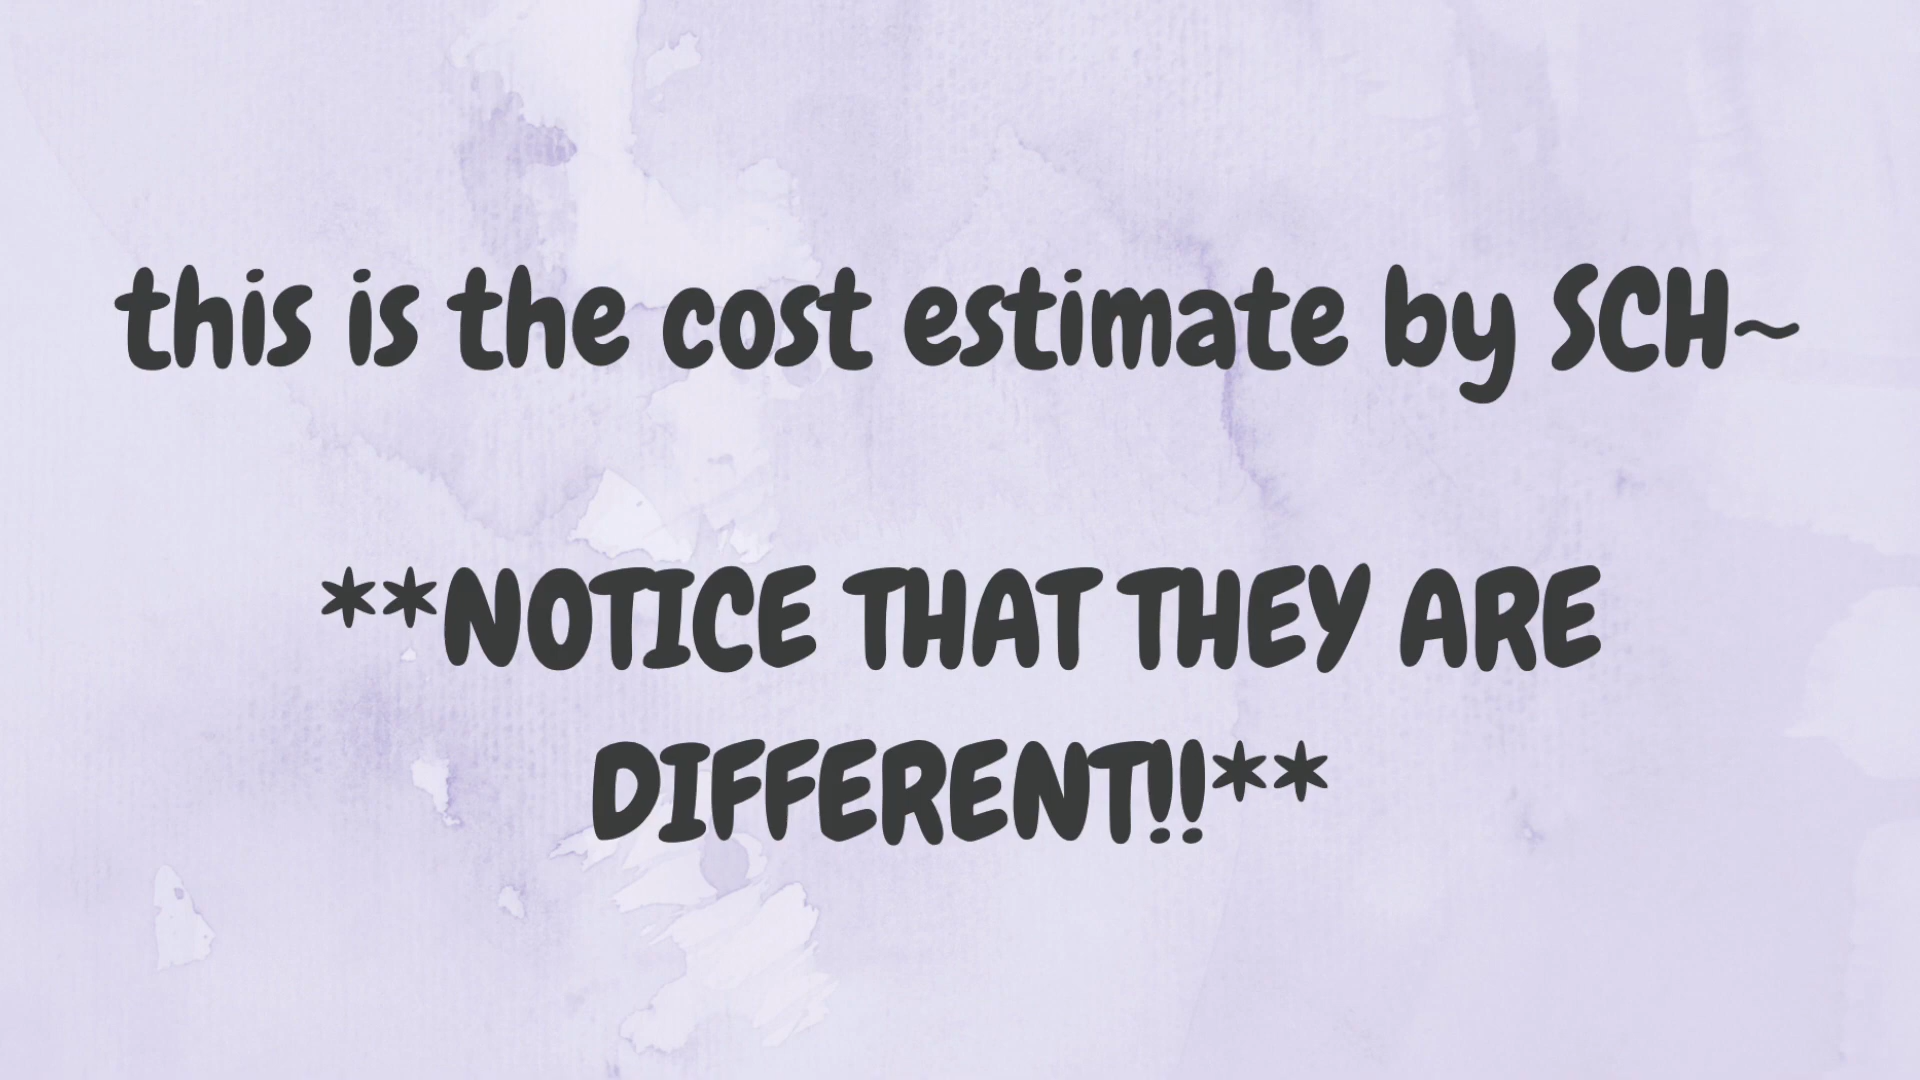 this is the cost estimate by SCH~
**NOTICE THAT THEY ARE
DIFFERENT!!**